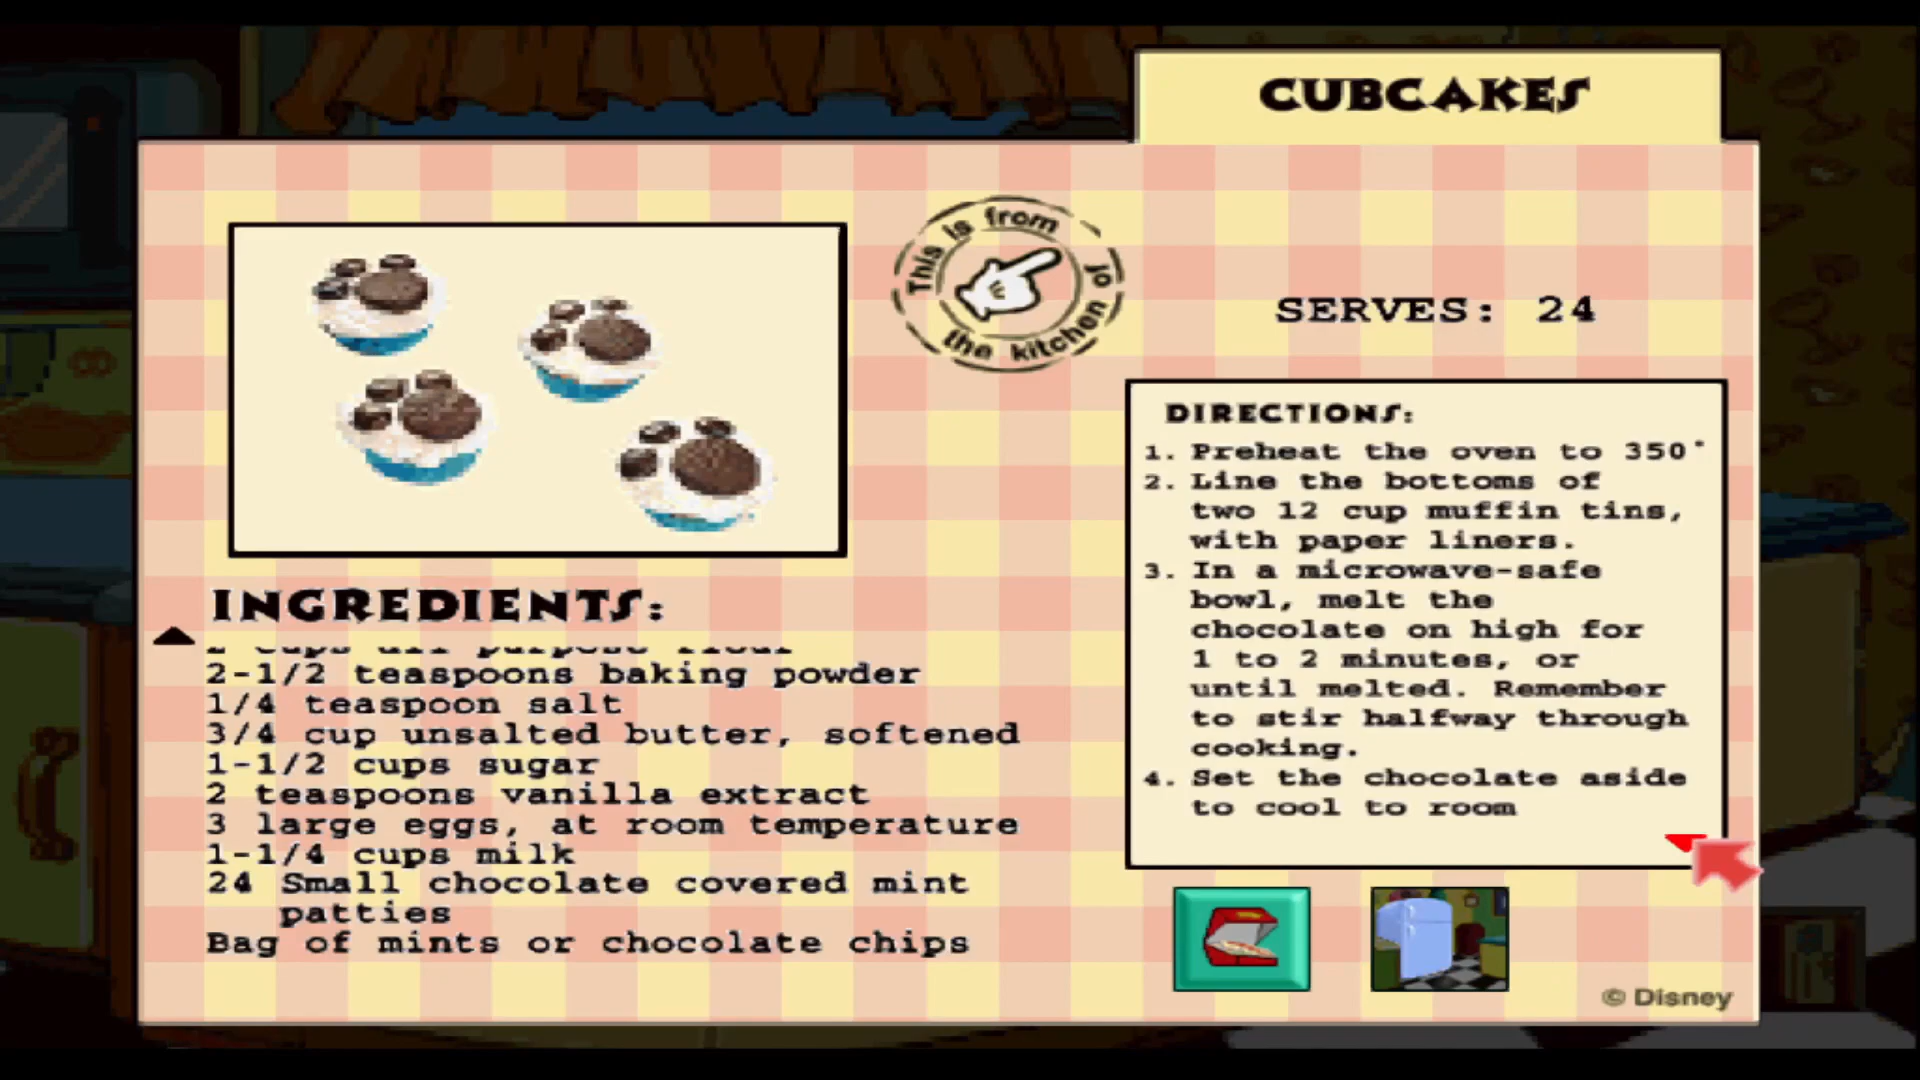 CUBCAKES
This is from
the kitchen of
SERVES: 24
INGREDIENTS:
2 cups all purpose flour
2-1/2 teaspoons baking powder
1/4 teaspoon salt
3/4 cup unsalted butter, softened
1-1/2 cups sugar
2 teaspoons vanilla extract
3 large eggs, at room temperature
1-1/4 cups milk
24 Small chocolate covered mint
patties
Bag of mints or chocolate chips
DIRECTIONS:
1. Preheat the oven to 350°
2. Line the bottoms of
two 12 cup muffin tins,
with paper liners.
3. In a microwave-safe
bowl, melt the
chocolate on high for
1 to 2 minutes, or
until melted. Remember
to stir halfway through
cooking.
4. Set the chocolate aside
to cool to room
© Disney